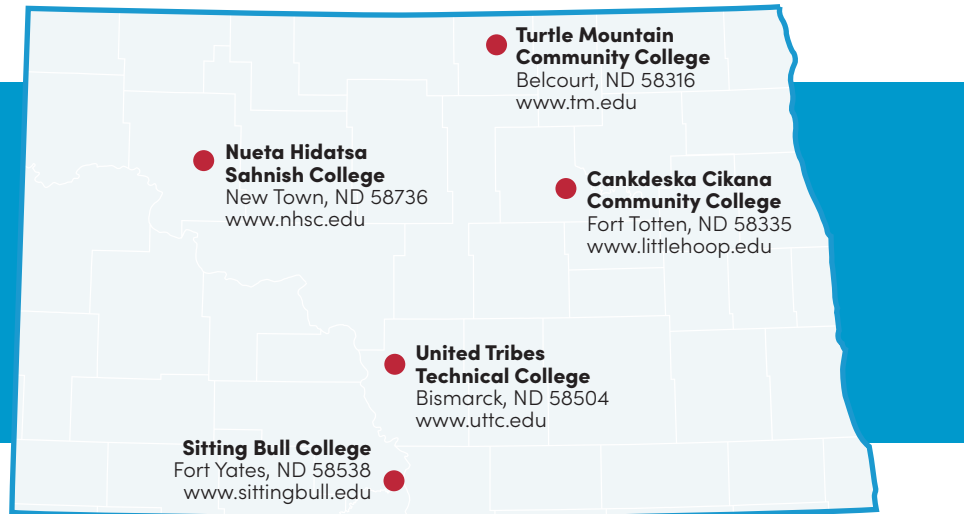 Turtle Mountain
Community College
Belcourt, ND 58316
www.tm.edu
Nueta Hidatsa
Sahnish College
New Town, ND 58736
www.nhsc.edu
Cankdeska Cikana
Community College
Fort Totten, ND 58335
www.littlehoop.edu
United Tribes
Technical College
Bismarck, ND 58504
www.uttc.edu
Sitting Bull College
Fort Yates, ND 58538
www.sittingbull.edu